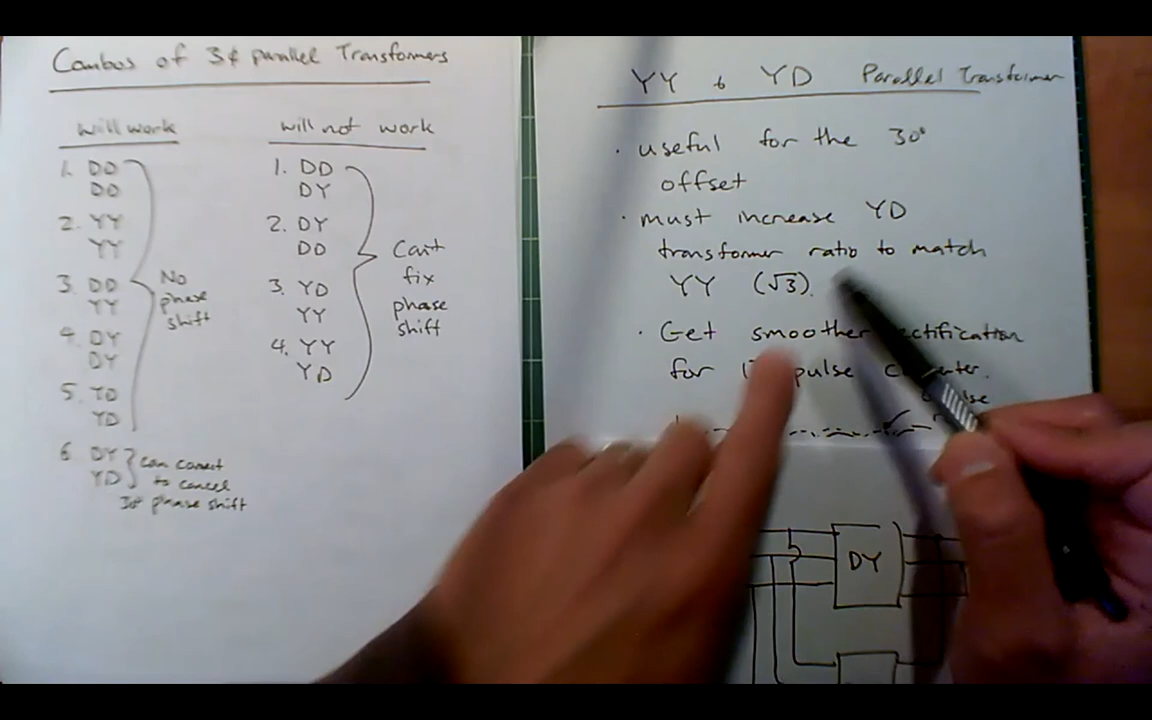 Combos of 3¢ parallel Transformers
will work
1. DD
DD
2. YY
YY
3. DD
YY
4. DY
DY
5. YD
YD
No
phase
shift
6 DY
YD
can connect
to cancel
30° phase shift
will not work
1. DD
DY
2. DY
DD
3. YD
YY
4. YY
YD
Can't
fix
phase
shift
YY & YD Parallel Transformer
· useful for the 30°
offset
· must increase YD
transformer ratio to match
YY (√3).
· Get smoother ectification
for pulse
DY